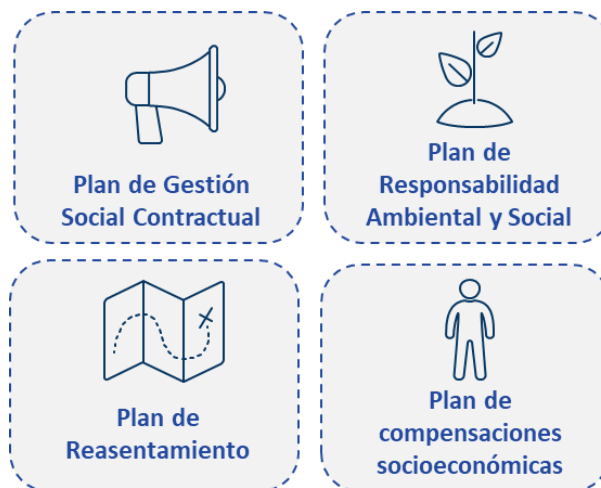 Plan de Gestión
Social Contractual
Plan de
Responsabilidad
Ambiental y Social
Plan de
Reasentamiento
Plan de
compensaciones
socioeconómicas